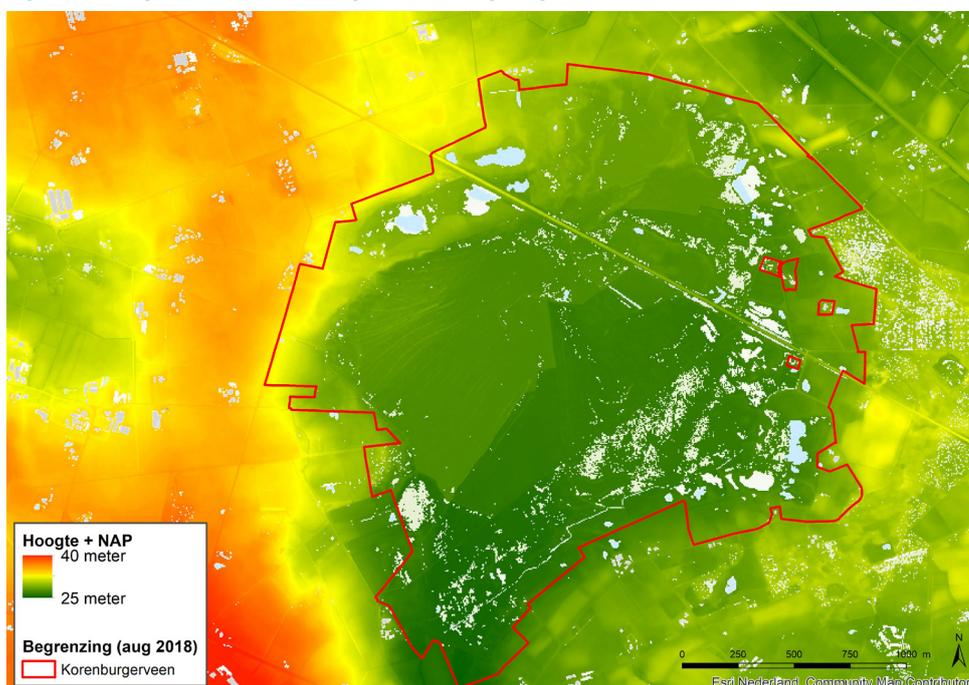 Hoogte + NAP
40 meter
25 meter
Begrenzing (aug 2018)
Korenburgerveen
N
0 250 500 750 1000 m
Esri Nederland, Community Map Contributor